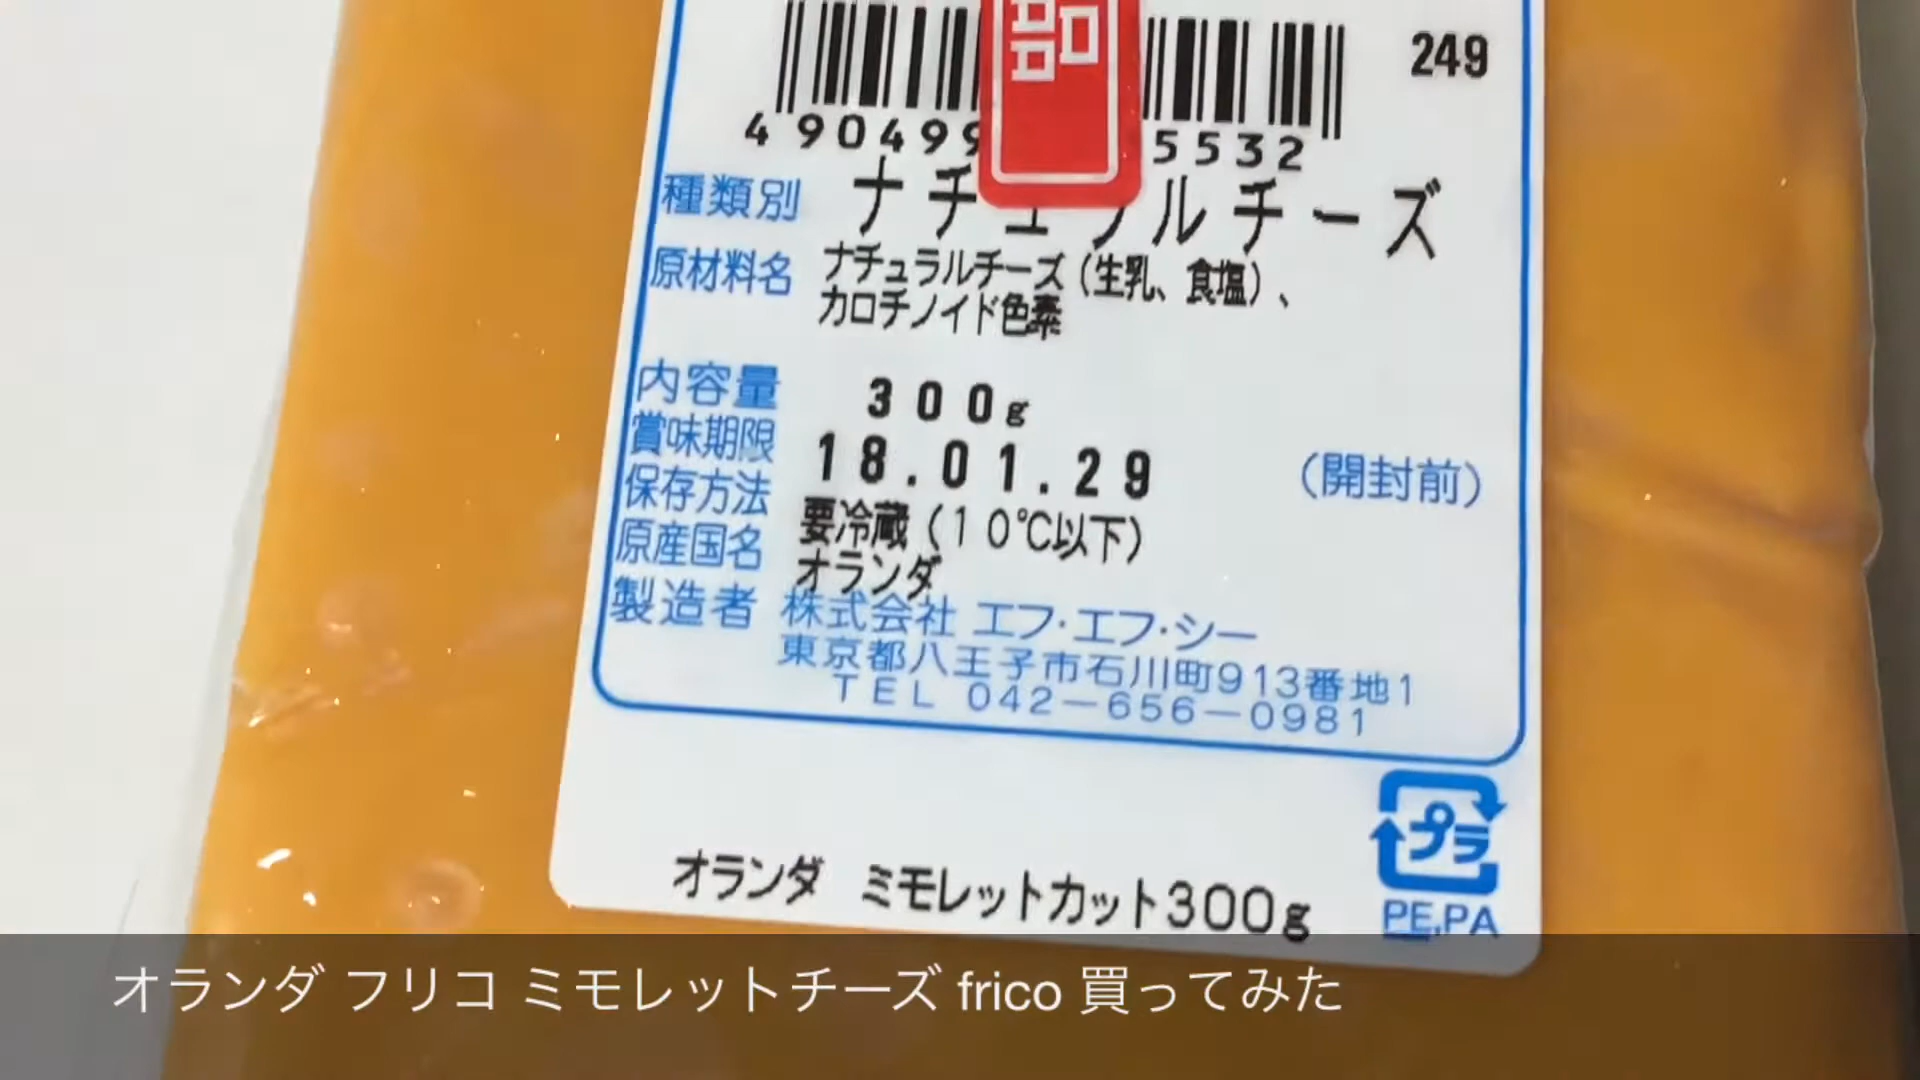 品
249
4 90499 5532
種類別 ナチュラルチーズ
原材料名 ナチュラルチーズ(生乳、食塩)、
カロチノイド色素
内容量 300g
賞味期限 18.01.29 (開封前)
保存方法 要冷蔵(10℃以下)
原産国名 オランダ
製造者 株式会社 エフ・エフ・シー
東京都八王子市石川町913番地1
TEL 042-656-0981
プラ
PE,PA
オランダ ミモレットカット300g
オランダ フリコ ミモレットチーズ frico 買ってみた